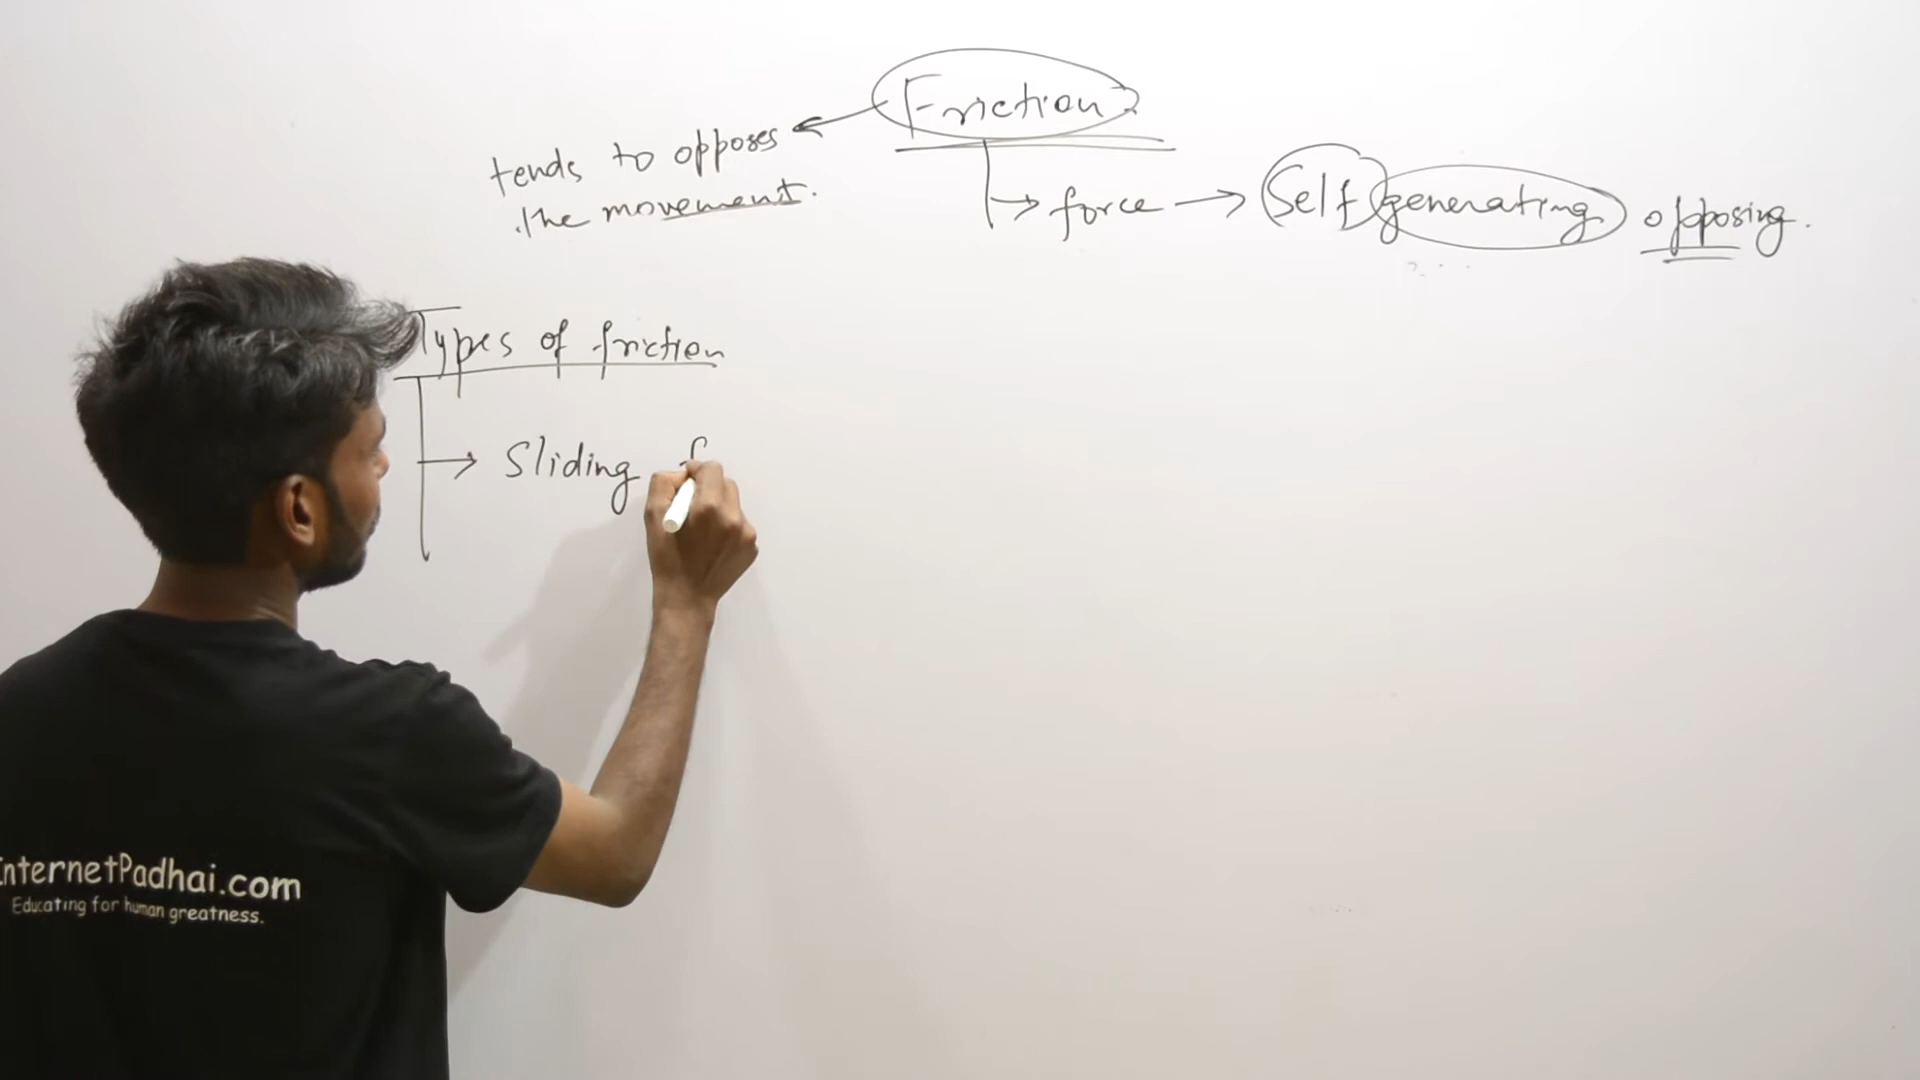 Friction
tends to opposes
the movement.
→ force → Self generating opposing.
Types of friction
→ Sliding f
InternetPadhai.com
Educating for human greatness.